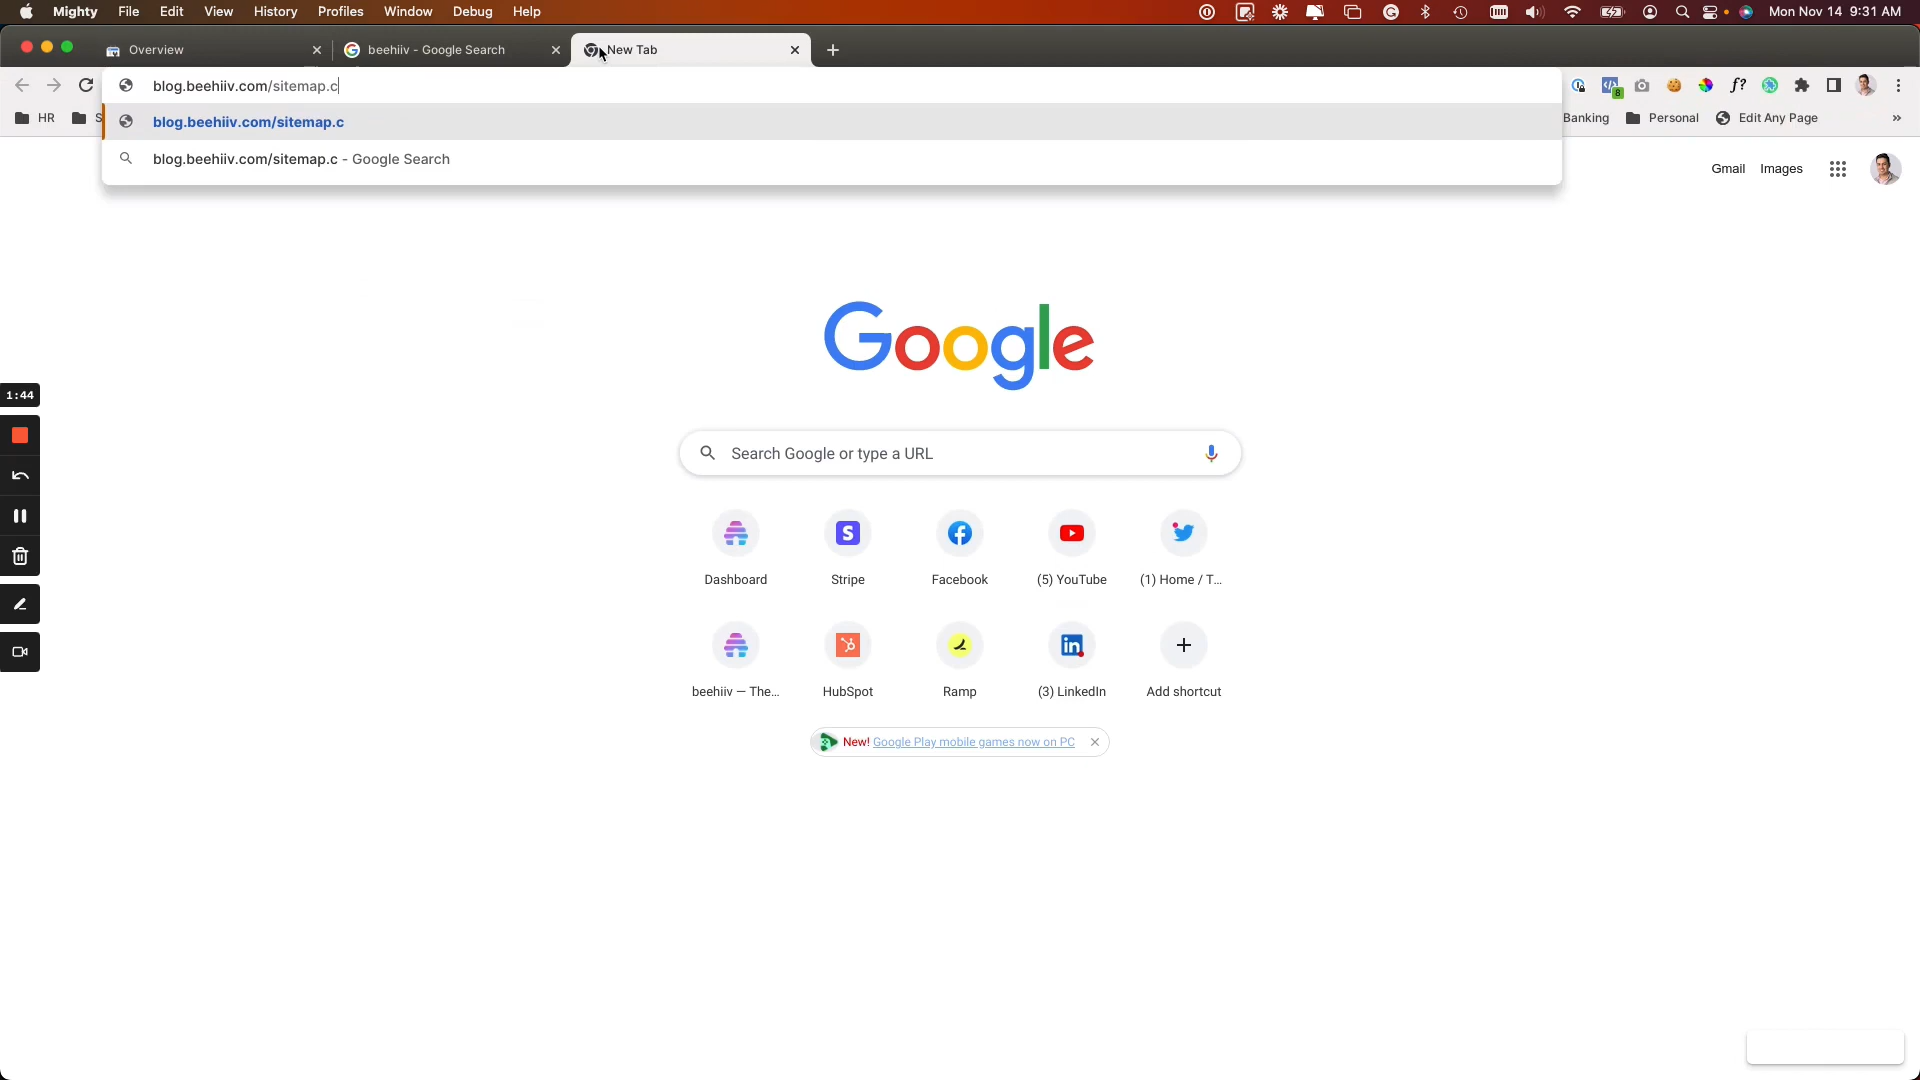 Mighty File Edit View History Profiles Window Debug Help Mon Nov 14 9:31 AM
Overview beehiiv - Google Search New Tab
blog.beehiiv.com/sitemap.c
8
f?
HR S
Banking Personal Edit Any Page »
blog.beehiiv.com/sitemap.c
blog.beehiiv.com/sitemap.c - Google Search
Gmail Images
Google
1:44
Search Google or type a URL
S
Dashboard Stripe Facebook (5) YouTube (1) Home / T...
in
beehiiv — The... HubSpot Ramp (3) LinkedIn Add shortcut
New! Google Play mobile games now on PC